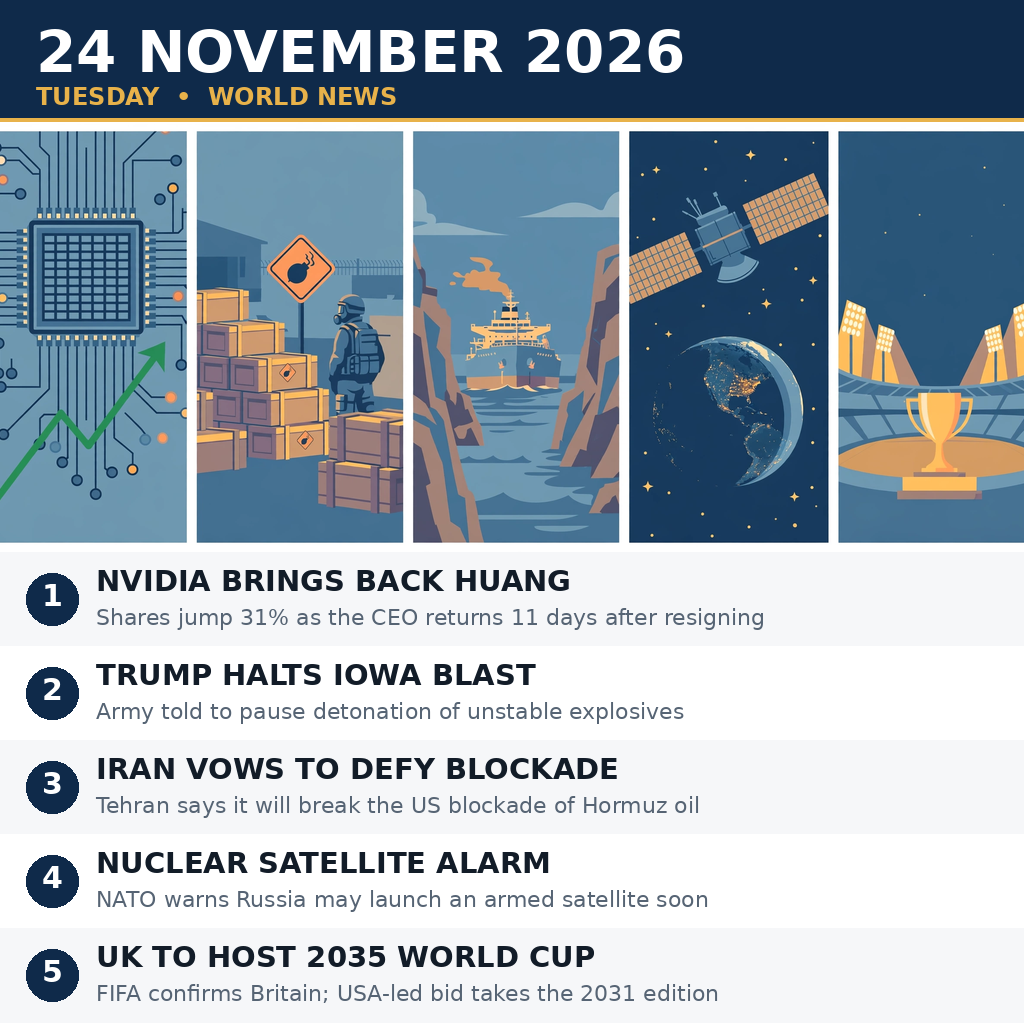 24 NOVEMBER 2026
TUESDAY • WORLD NEWS
1
NVIDIA BRINGS BACK HUANG
Shares jump 31% as the CEO returns 11 days after resigning
2
TRUMP HALTS IOWA BLAST
Army told to pause detonation of unstable explosives
3
IRAN VOWS TO DEFY BLOCKADE
Tehran says it will break the US blockade of Hormuz oil
4
NUCLEAR SATELLITE ALARM
NATO warns Russia may launch an armed satellite soon
5
UK TO HOST 2035 WORLD CUP
FIFA confirms Britain; USA-led bid takes the 2031 edition